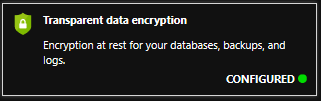 Transparent data encryption
Encryption at rest for your databases, backups, and
logs.
CONFIGURED